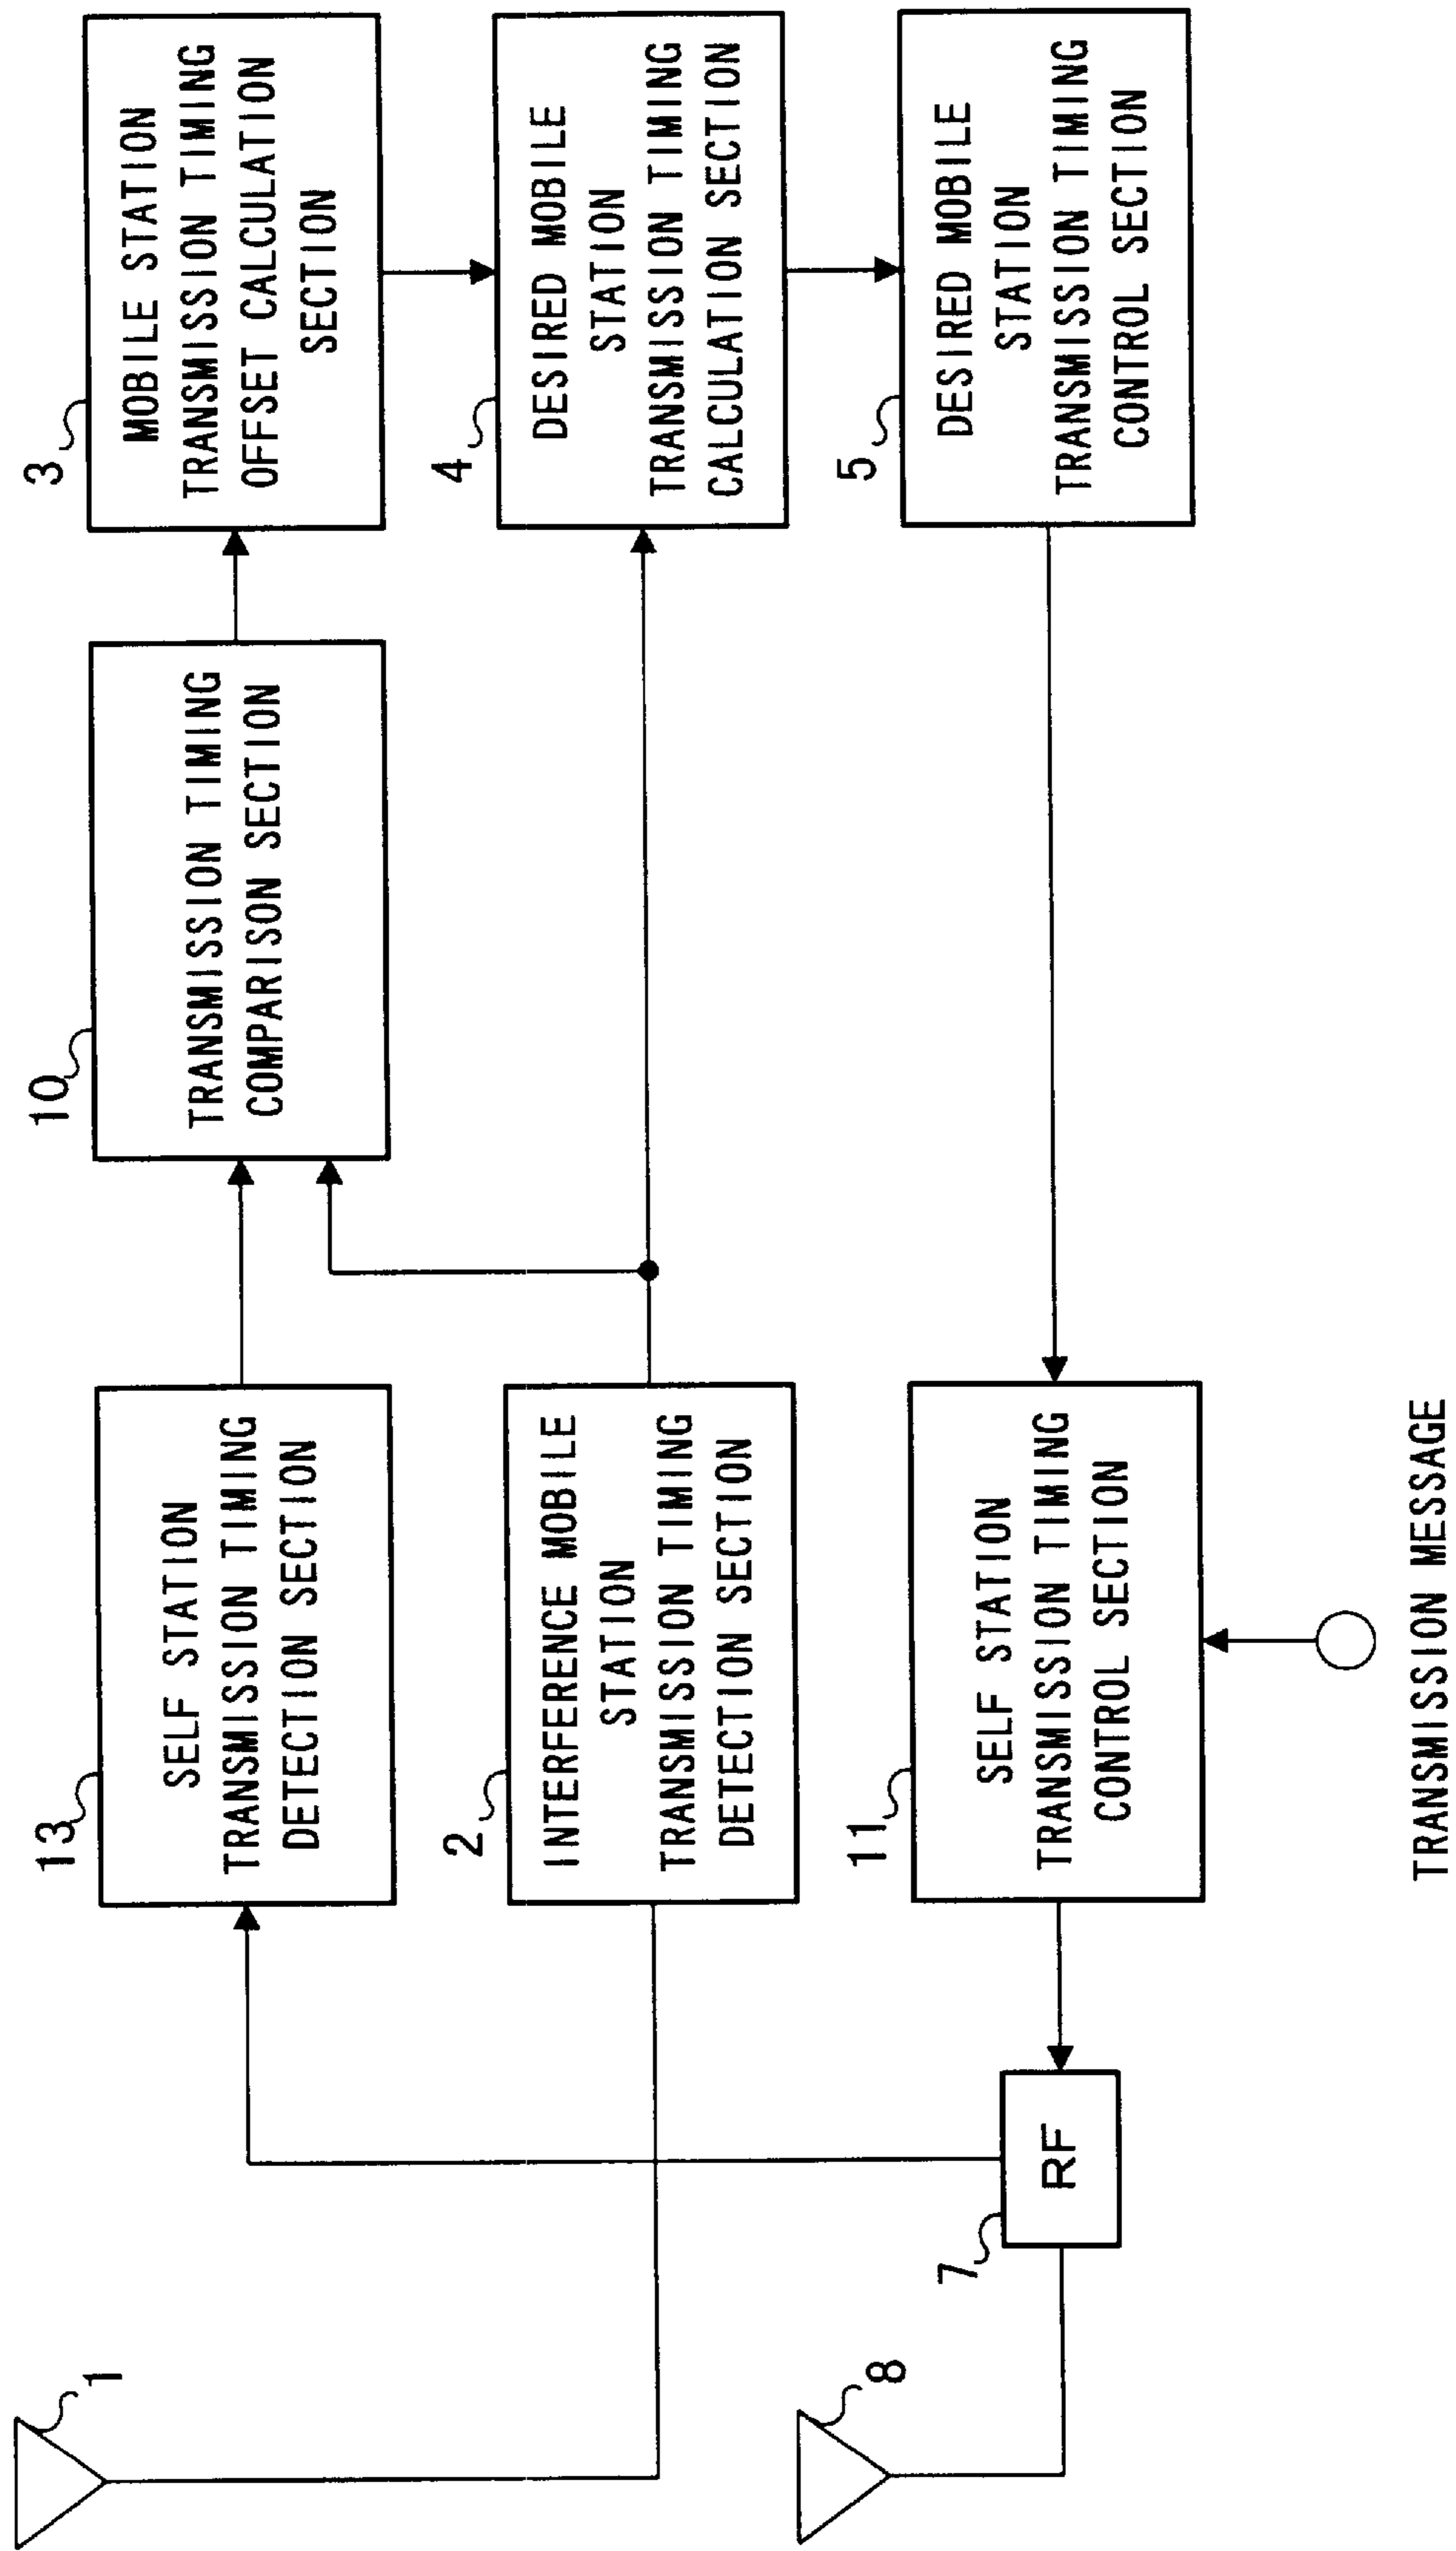 1
13
SELF STATION
TRANSMISSION TIMING
DETECTION SECTION
10
TRANSMISSION TIMING
COMPARISON SECTION
3
MOBILE STATION
TRANSMISSION TIMING
OFFSET CALCULATION
SECTION
2
INTERFERENCE MOBILE
STATION
TRANSMISSION TIMING
DETECTION SECTION
4
DESIRED MOBILE
STATION
TRANSMISSION TIMING
CALCULATION SECTION
8
7
RF
11
SELF STATION
TRANSMISSION TIMING
CONTROL SECTION
5
DESIRED MOBILE
STATION
TRANSMISSION TIMING
CONTROL SECTION
TRANSMISSION MESSAGE